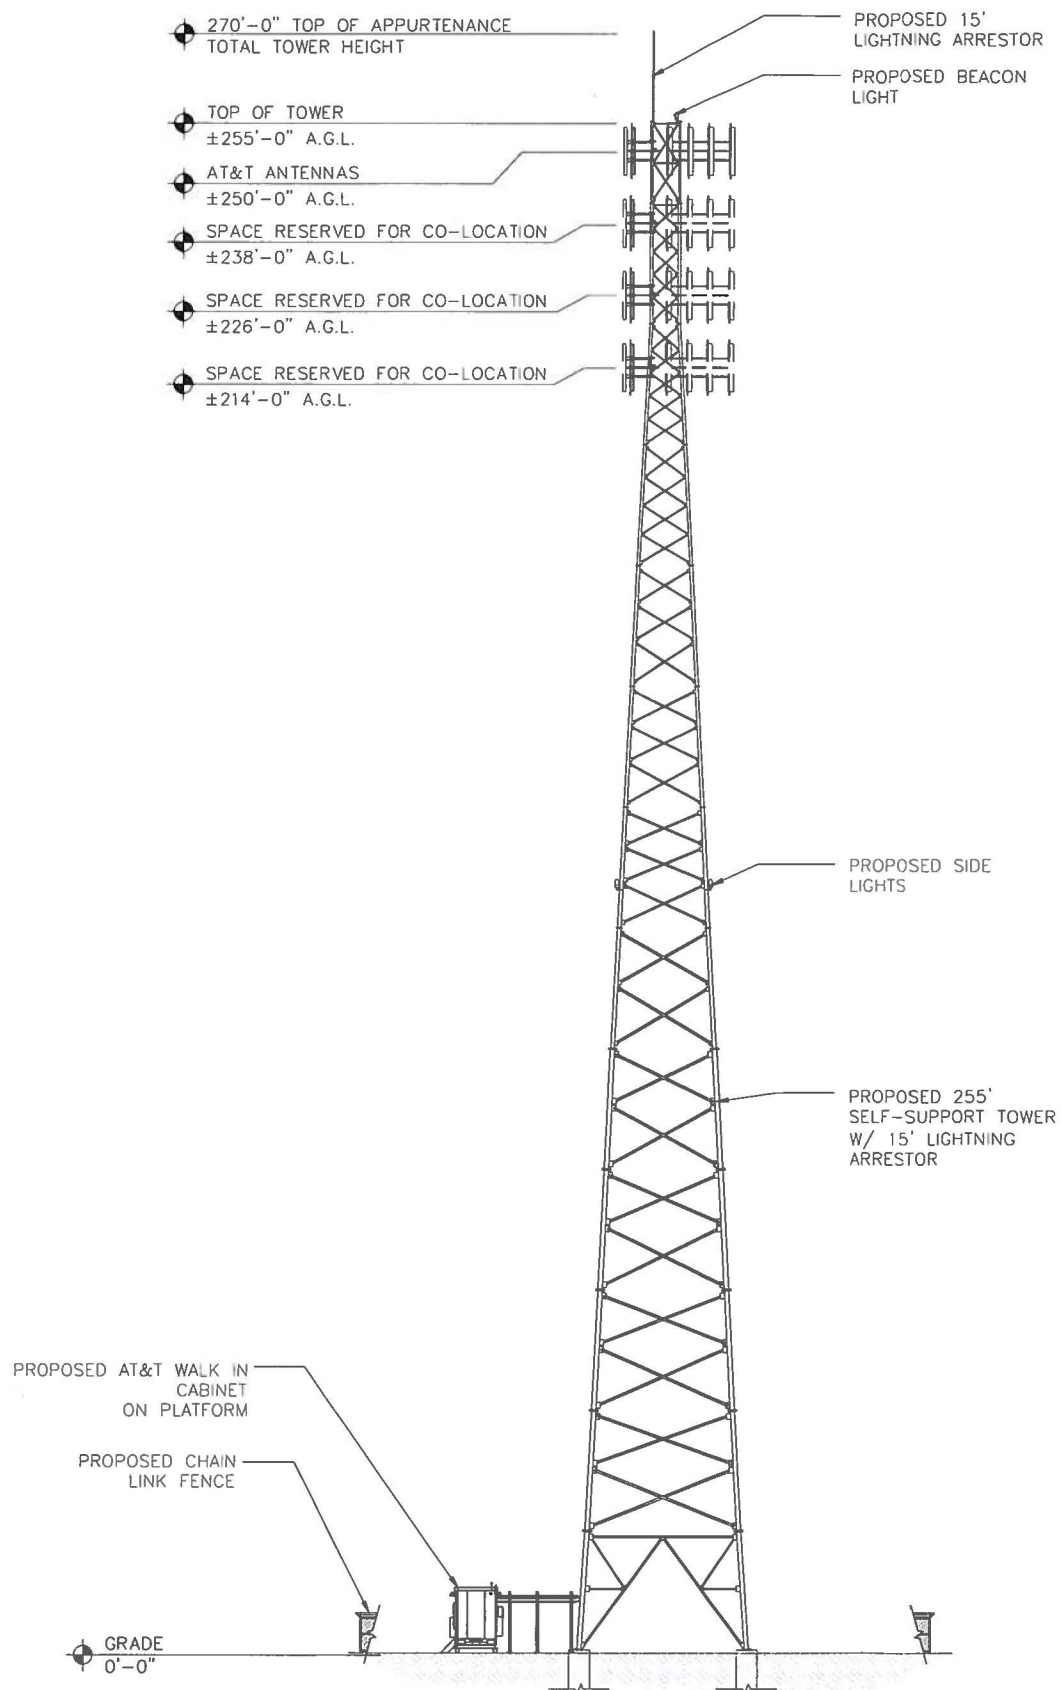 270'-0" TOP OF APPURTENANCE
TOTAL TOWER HEIGHT
PROPOSED 15'
LIGHTNING ARRESTOR
PROPOSED BEACON
LIGHT
TOP OF TOWER
±255'-0" A.G.L.
AT&T ANTENNAS
±250'-0" A.G.L.
SPACE RESERVED FOR CO-LOCATION
±238'-0" A.G.L.
SPACE RESERVED FOR CO-LOCATION
±226'-0" A.G.L.
SPACE RESERVED FOR CO-LOCATION
±214'-0" A.G.L.
PROPOSED SIDE
LIGHTS
PROPOSED 255'
SELF-SUPPORT TOWER
W/ 15' LIGHTNING
ARRESTOR
PROPOSED AT&T WALK IN
CABINET
ON PLATFORM
PROPOSED CHAIN
LINK FENCE
GRADE
0'-0"